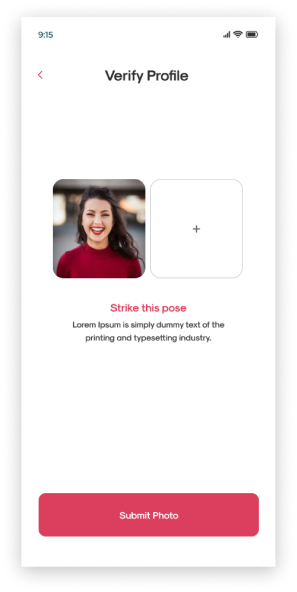 9:15
Verify Profile
+
Strike this pose
Lorem Ipsum is simply dummy text of the
printing and typesetting industry.
Submit Photo